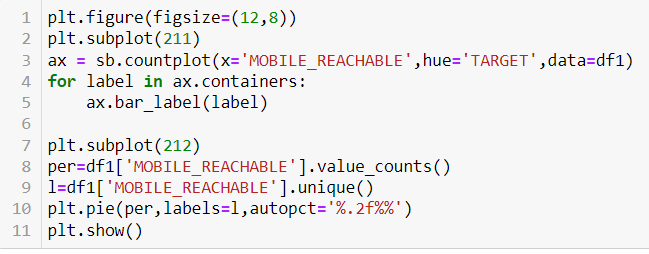 1 plt.figure(figsize=(12,8))
2 plt.subplot(211)
3 ax = sb.countplot(x='MOBILE_REACHABLE',hue='TARGET',data=df1)
4 for label in ax.containers:
5     ax.bar_label(label)
6
7 plt.subplot(212)
8 per=df1['MOBILE_REACHABLE'].value_counts()
9 l=df1['MOBILE_REACHABLE'].unique()
10 plt.pie(per,labels=l,autopct='%.2f%%')
11 plt.show()